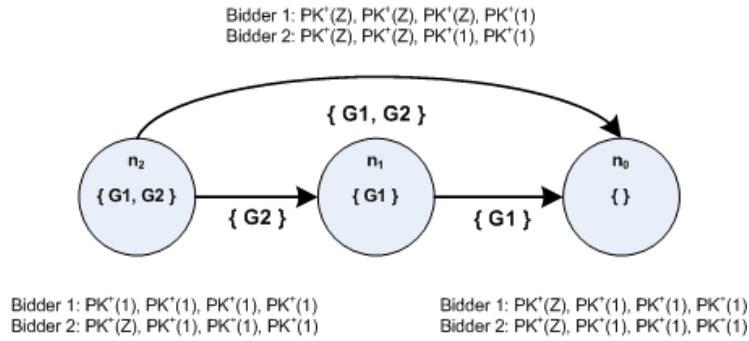 Bidder 1: PK⁺(Z), PK⁺(Z), PK⁺(Z), PK⁺(1)
Bidder 2: PK⁺(Z), PK⁺(Z), PK⁺(1), PK⁺(1)
{ G1, G2 }
n₂
{ G1, G2 }
n₁
{ G1 }
n₀
{ }
{ G2 }
{ G1 }
Bidder 1: PK⁺(1), PK⁺(1), PK⁺(1), PK⁺(1)
Bidder 2: PK⁺(Z), PK⁺(1), PK⁺(1), PK⁺(1)
Bidder 1: PK⁺(Z), PK⁺(1), PK⁺(1), PK⁺(1)
Bidder 2: PK⁺(Z), PK⁺(1), PK⁺(1), PK⁺(1)